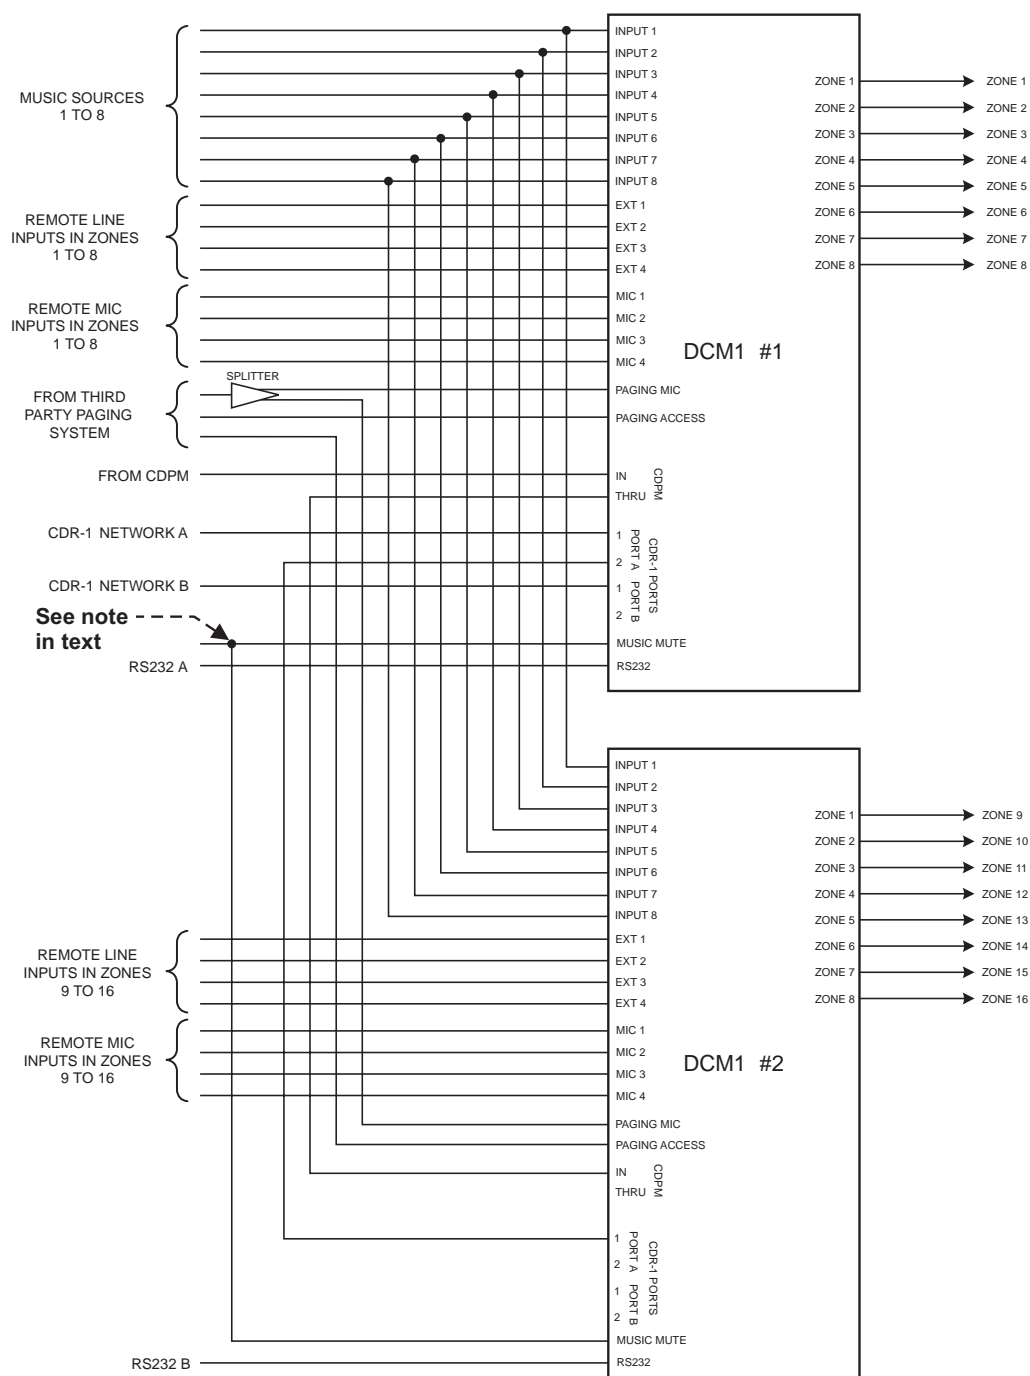 INPUT 1
INPUT 2
INPUT 3
INPUT 4
INPUT 5
INPUT 6
INPUT 7
INPUT 8
EXT 1
EXT 2
EXT 3
EXT 4
MIC 1
MIC 2
MIC 3
MIC 4
PAGING MIC
PAGING ACCESS
IN
THRU
CDPM
1
2
PORT A
1
2
PORT B
CDR-1 PORTS
MUSIC MUTE
RS232
MUSIC SOURCES
1 TO 8
REMOTE LINE
INPUTS IN ZONES
1 TO 8
REMOTE MIC
INPUTS IN ZONES
1 TO 8
SPLITTER
FROM THIRD
PARTY PAGING
SYSTEM
FROM CDPM
CDR-1 NETWORK A
CDR-1 NETWORK B
See note
in text
RS232 A
DCM1 #1
ZONE 1
ZONE 2
ZONE 3
ZONE 4
ZONE 5
ZONE 6
ZONE 7
ZONE 8
ZONE 1
ZONE 2
ZONE 3
ZONE 4
ZONE 5
ZONE 6
ZONE 7
ZONE 8
INPUT 1
INPUT 2
INPUT 3
INPUT 4
INPUT 5
INPUT 6
INPUT 7
INPUT 8
EXT 1
EXT 2
EXT 3
EXT 4
MIC 1
MIC 2
MIC 3
MIC 4
PAGING MIC
PAGING ACCESS
IN
THRU
CDPM
1
2
PORT A
1
2
PORT B
CDR-1 PORTS
MUSIC MUTE
RS232
REMOTE LINE
INPUTS IN ZONES
9 TO 16
REMOTE MIC
INPUTS IN ZONES
9 TO 16
RS232 B
DCM1 #2
ZONE 1
ZONE 2
ZONE 3
ZONE 4
ZONE 5
ZONE 6
ZONE 7
ZONE 8
ZONE 9
ZONE 10
ZONE 11
ZONE 12
ZONE 13
ZONE 14
ZONE 15
ZONE 16